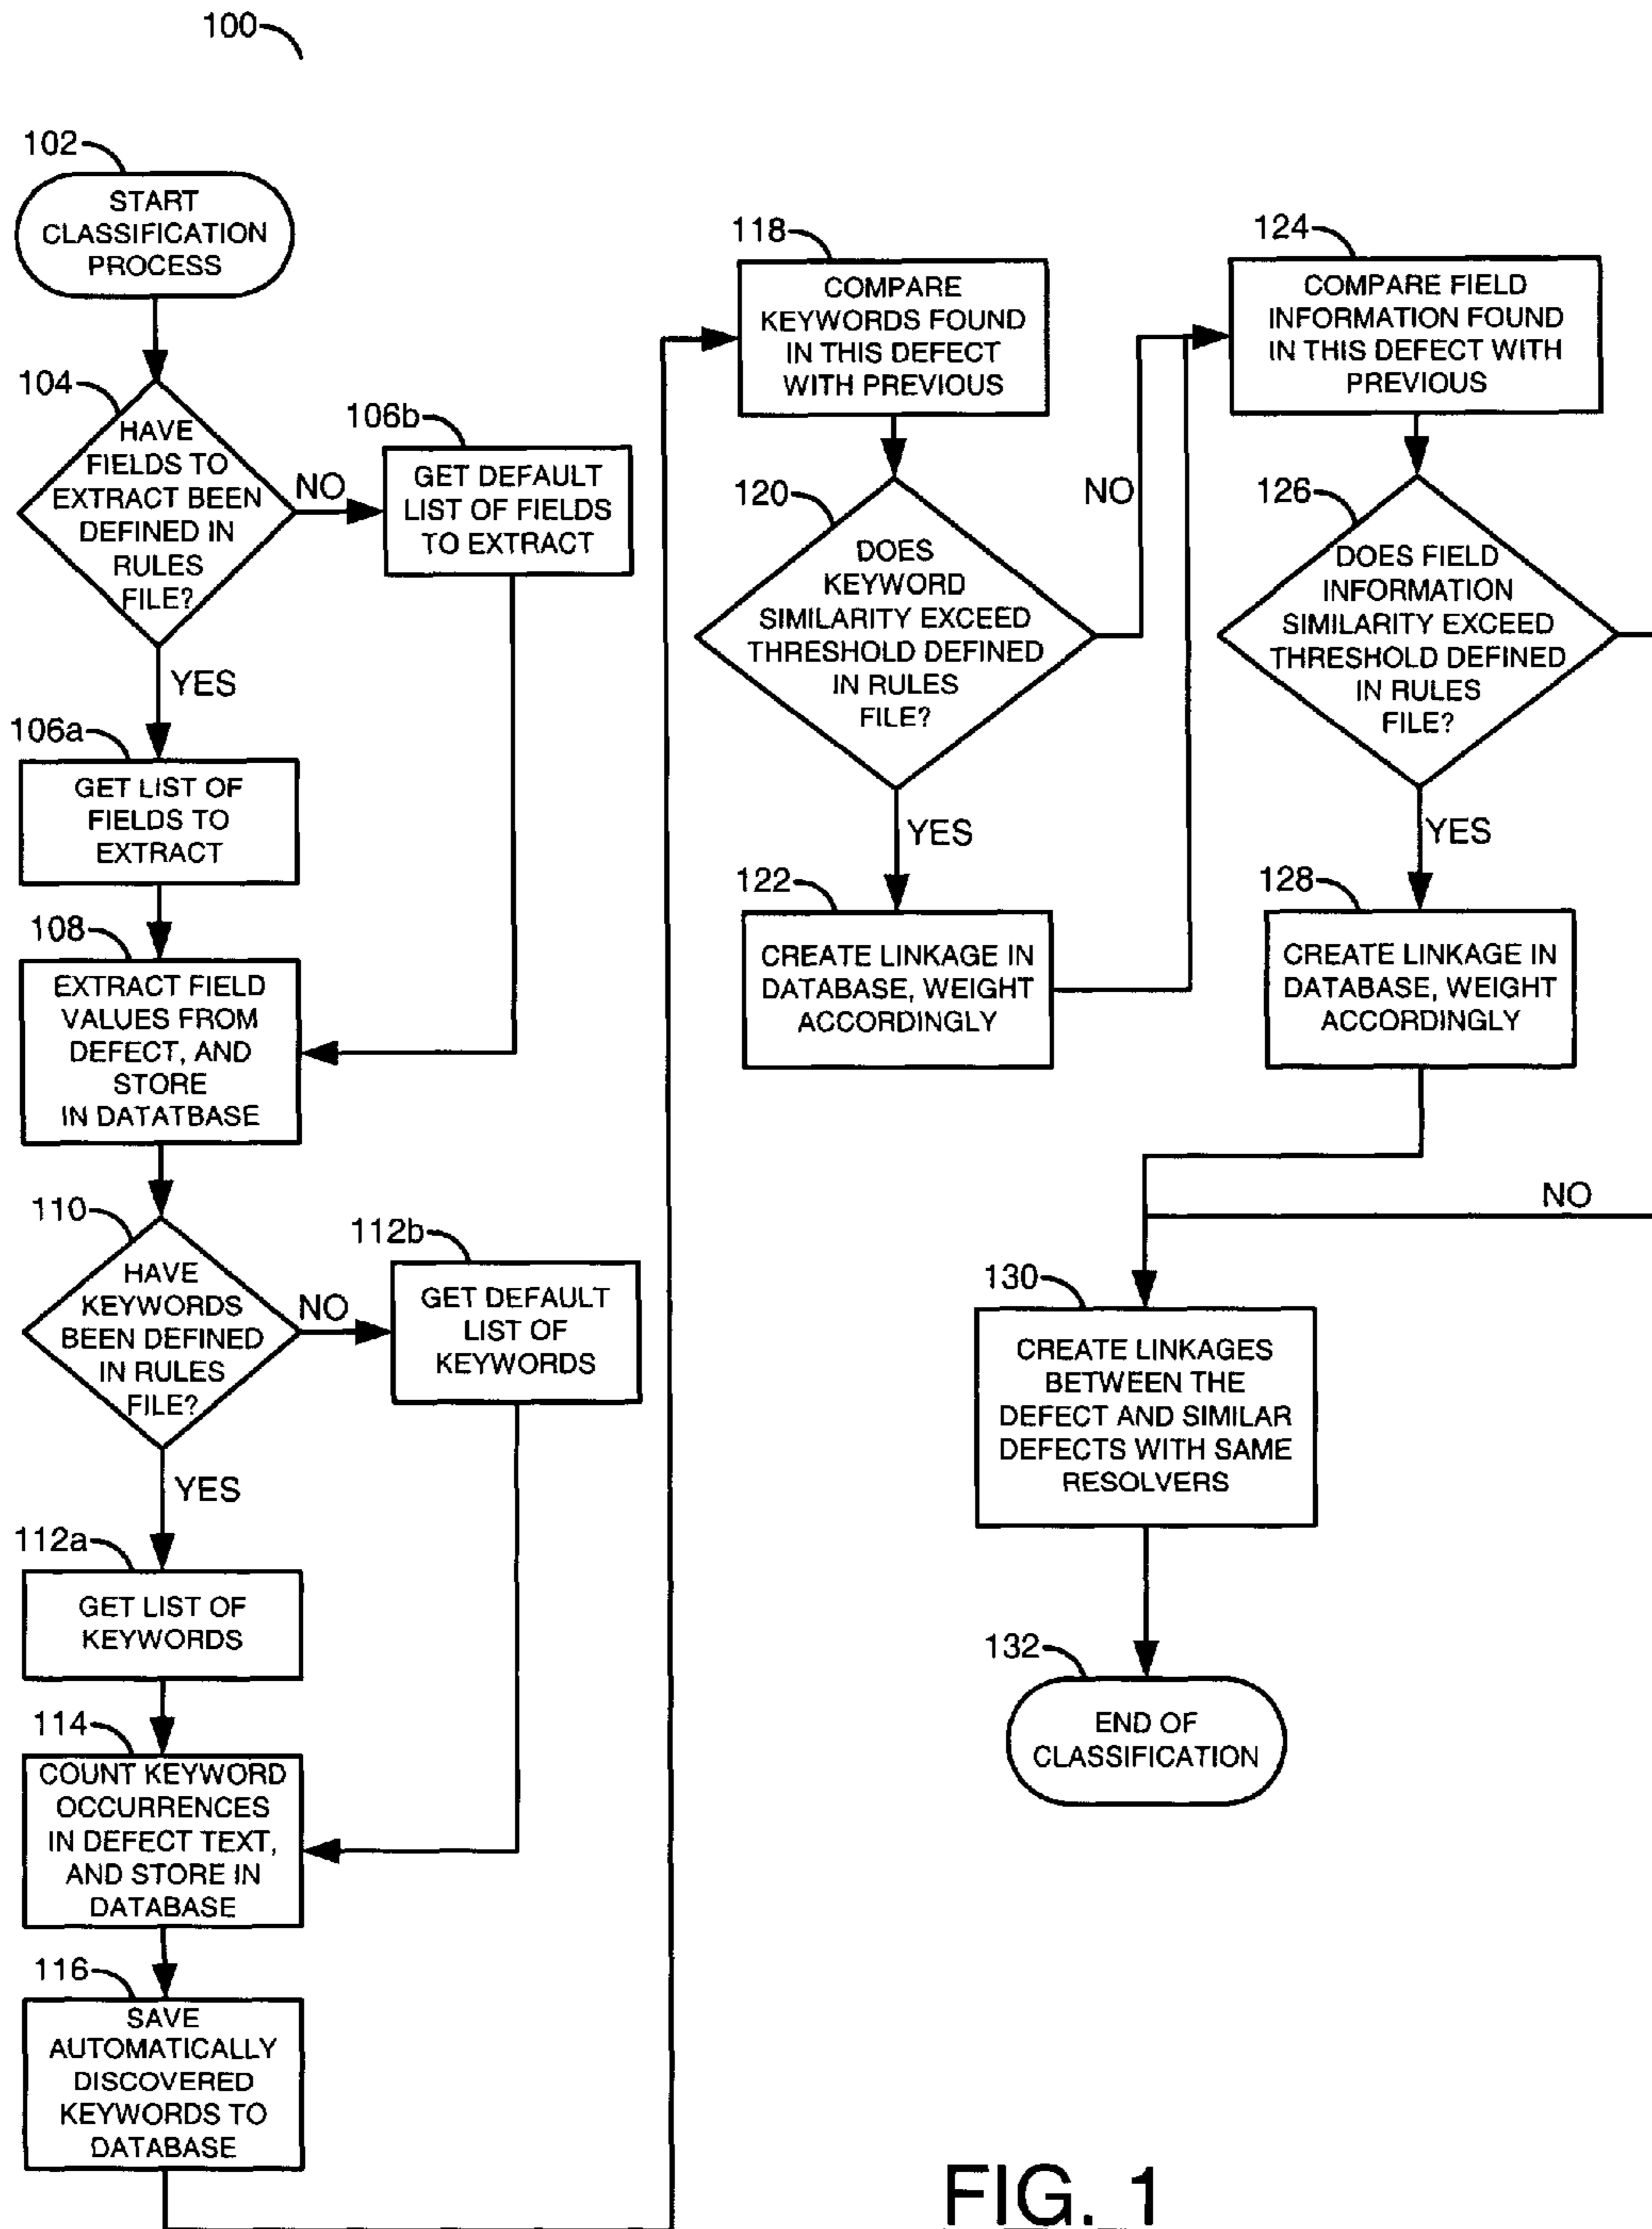 100
102
START
CLASSIFICATION
PROCESS
104
HAVE
FIELDS TO
EXTRACT BEEN
DEFINED IN
RULES
FILE?
NO
106b
GET DEFAULT
LIST OF FIELDS
TO EXTRACT
YES
106a
GET LIST OF
FIELDS TO
EXTRACT
108
EXTRACT FIELD
VALUES FROM
DEFECT, AND
STORE
IN DATATBASE
110
HAVE
KEYWORDS
BEEN DEFINED
IN RULES
FILE?
NO
112b
GET DEFAULT
LIST OF
KEYWORDS
YES
112a
GET LIST OF
KEYWORDS
114
COUNT KEYWORD
OCCURRENCES
IN DEFECT TEXT,
AND STORE IN
DATABASE
116
SAVE
AUTOMATICALLY
DISCOVERED
KEYWORDS TO
DATABASE
118
COMPARE
KEYWORDS FOUND
IN THIS DEFECT
WITH PREVIOUS
120
DOES
KEYWORD
SIMILARITY EXCEED
THRESHOLD DEFINED
IN RULES
FILE?
NO
YES
122
CREATE LINKAGE IN
DATABASE, WEIGHT
ACCORDINGLY
124
COMPARE FIELD
INFORMATION FOUND
IN THIS DEFECT WITH
PREVIOUS
126
DOES FIELD
INFORMATION
SIMILARITY EXCEED
THRESHOLD DEFINED
IN RULES
FILE?
YES
128
CREATE LINKAGE IN
DATABASE, WEIGHT
ACCORDINGLY
NO
130
CREATE LINKAGES
BETWEEN THE
DEFECT AND SIMILAR
DEFECTS WITH SAME
RESOLVERS
132
END OF
CLASSIFICATION
FIG. 1